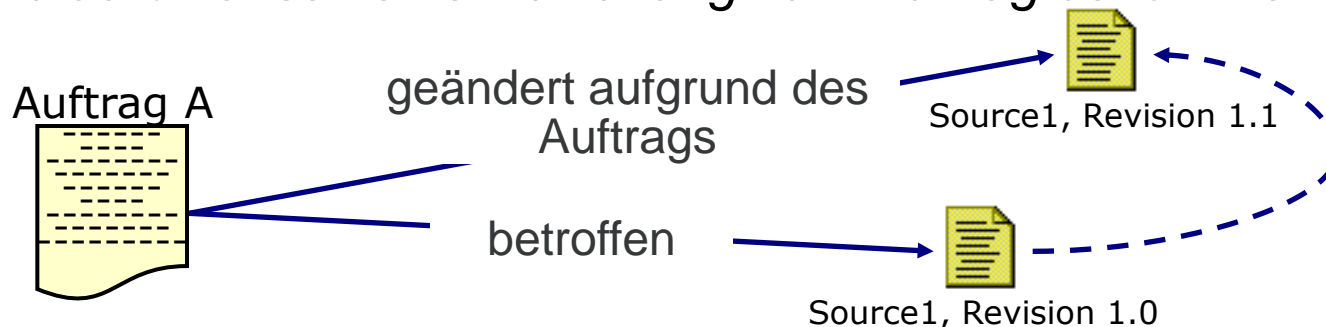 Auftrag A
geändert aufgrund des
Auftrags
Source1, Revision 1.1
betroffen
Source1, Revision 1.0